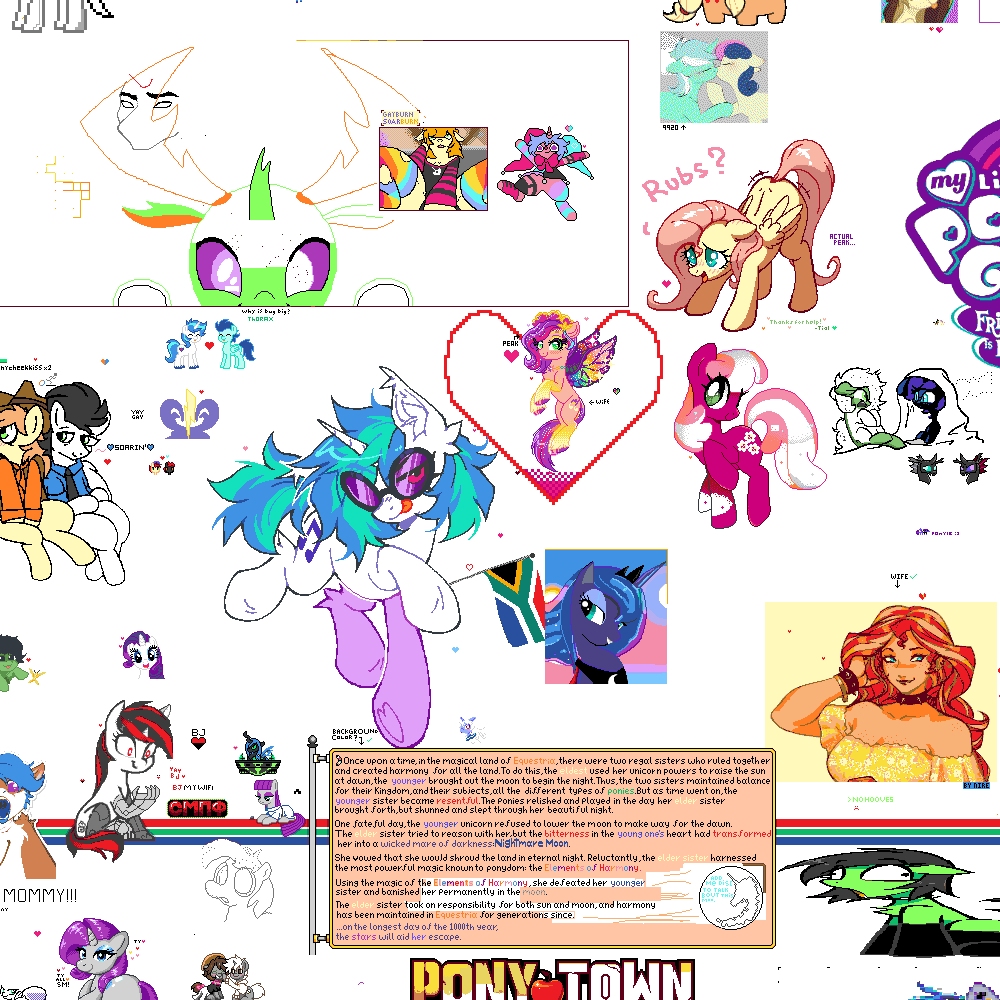 GAYBURN
SOARBURN
9920 ↑
Rubs?
my Li
ACTUAL
PEAK...
"Thanks for help!"
Why is bug big?
THORAX
PEAK
← WIFE
YAY
GAY
SOARIN'
PONYIE :3
WIFE
BJ
BJ MY WIFI
СМПФ
BACKGROUND
COLOR?
BY AIRE
>NO HOOVES
Once upon a time, in the magical land of Equestria, there were two regal sisters who ruled together
and created harmony for all the land. To do this, the eldest used her unicorn powers to raise the sun
at dawn, the younger brought out the moon to begin the night. Thus the two sisters maintained balance
for their Kingdom, and their subjects, all the different types of ponies. But as time went on, the
younger sister became resentful. The Ponies relished and played in the day her elder sister
brought forth, but shunned and slept through her beautiful night.
One fateful day, the younger unicorn refused to lower the moon to make way for the dawn.
The elder sister tried to reason with her, but the bitterness in the young one's heart had transformed
her into a wicked mare of darkness: Nightmare Moon.
She vowed that she would shroud the land in eternal night. Reluctantly, the elder sister harnessed
the most powerful magic known to ponydom: the Elements of Harmony.
Using the magic of the Elements of Harmony, she defeated her younger
sister and banished her permanently in the moon.
The elder sister took on responsibility for both sun and moon, and harmony
has been maintained in Equestria for generations since.
...on the longest day of the 1000th year,
the stars will aid her escape.
MOMMY!!!
TY
ALL
SM!
PONY TOWN